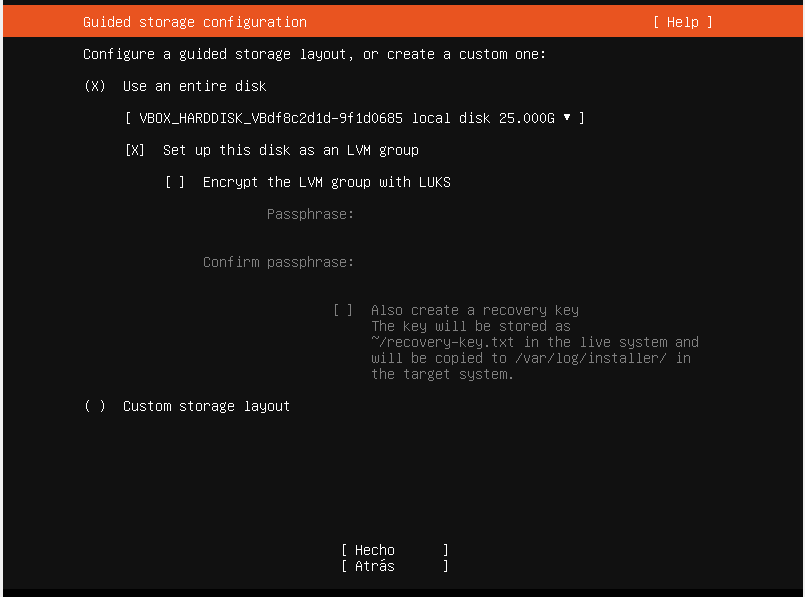 Guided storage configuration [ Help ]
Configure a guided storage layout, or create a custom one:
(X) Use an entire disk
[ VBOX_HARDDISK_VBdf8c2d1d-9f1d0685 local disk 25.000G ▾ ]
[X] Set up this disk as an LVM group
[ ] Encrypt the LVM group with LUKS
Passphrase:
Confirm passphrase:
[ ] Also create a recovery key
The key will be stored as
~/recovery-key.txt in the live system and
will be copied to /var/log/installer/ in
the target system.
( ) Custom storage layout
[ Hecho ]
[ Atrás ]